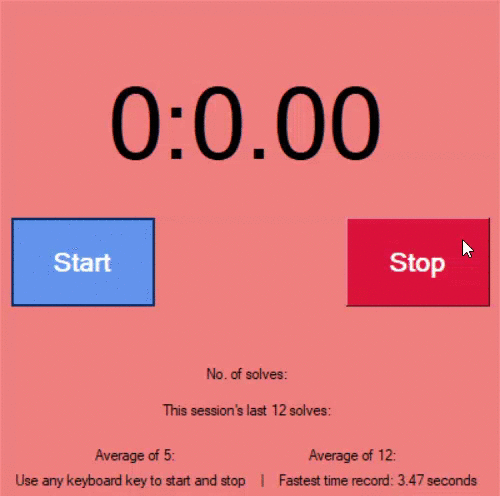 0:0.00
Start
Stop
No. of solves:
This session's last 12 solves:
Average of 5:
Average of 12:
Use any keyboard key to start and stop | Fastest time record: 3.47 seconds